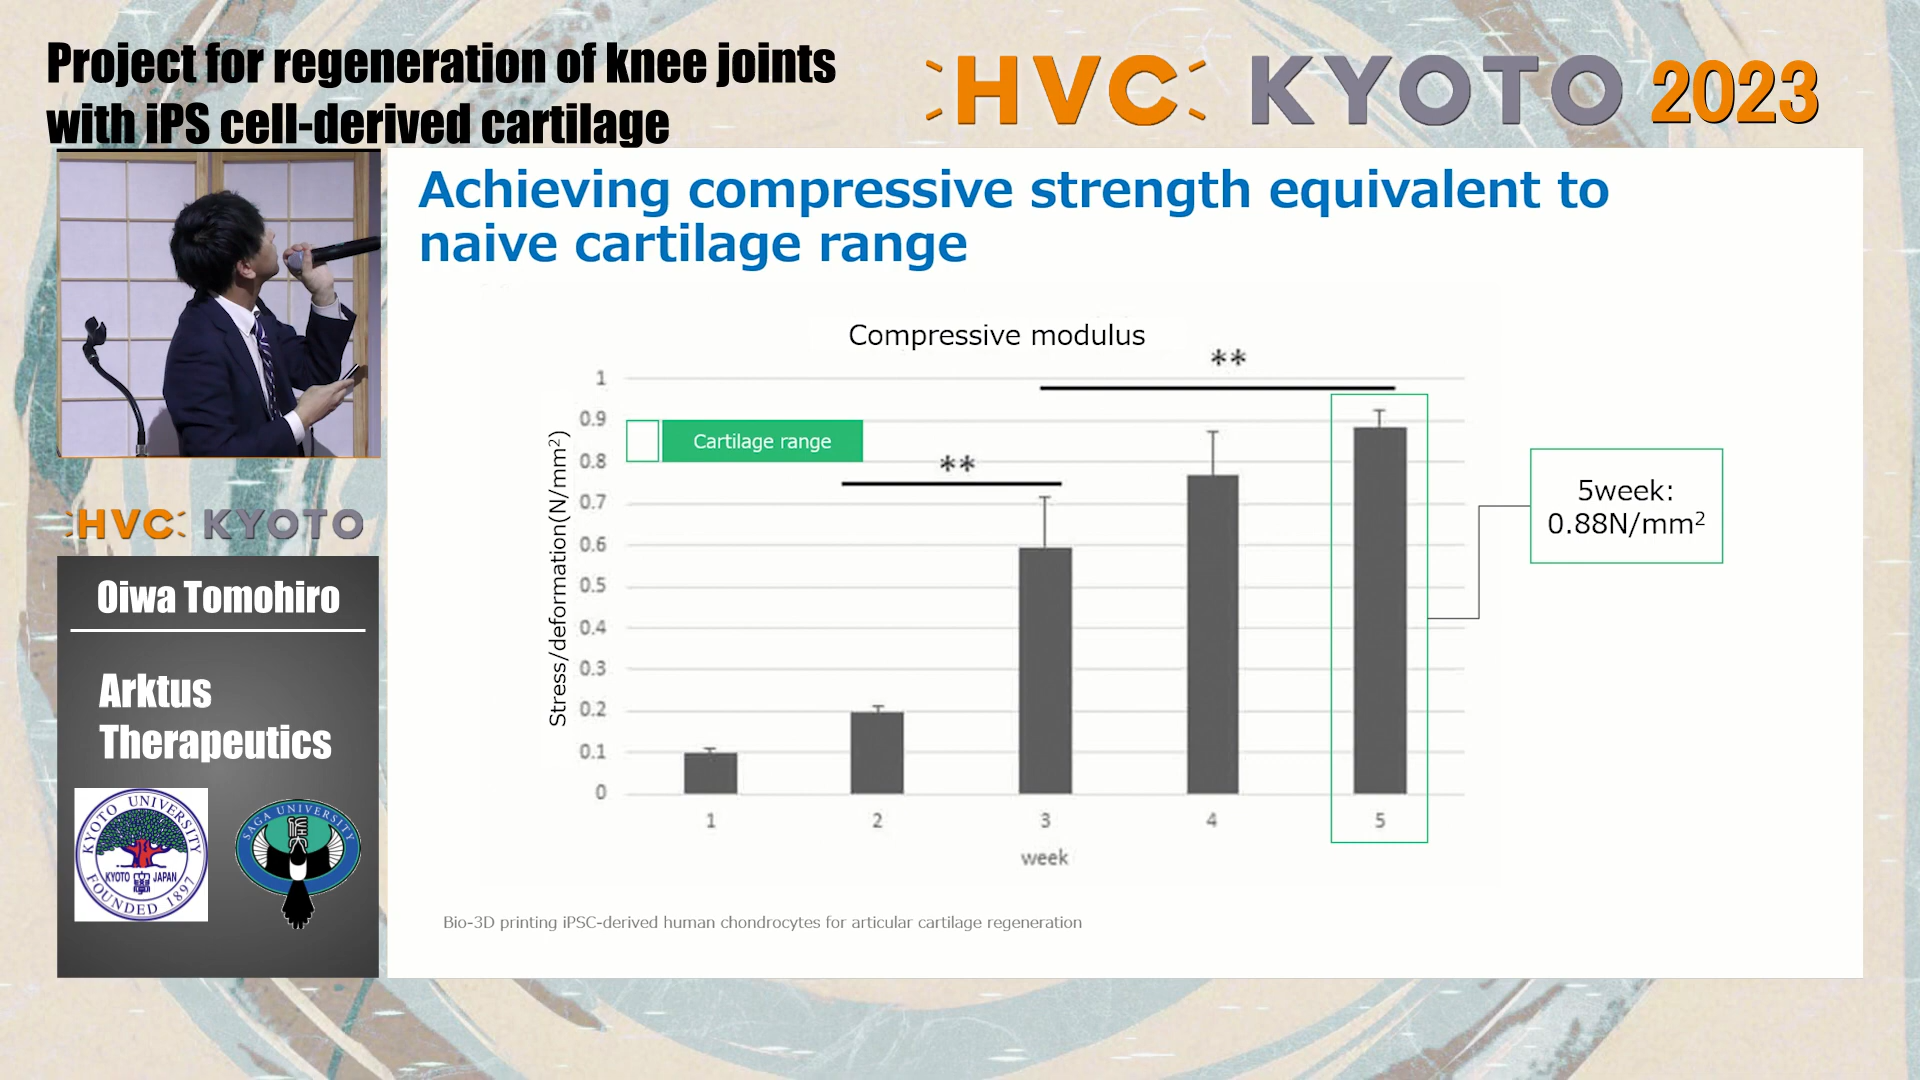 Project for regeneration of knee joints
with iPS cell-derived cartilage
HVC KYOTO 2023
Achieving compressive strength equivalent to
naive cartilage range
Compressive modulus
**
**
Cartilage range
Stress/deformation(N/mm²)
1
0.9
0.8
0.7
0.6
0.5
0.4
0.3
0.2
0.1
0
1 2 3 4 5
week
5week:
0.88N/mm²
Bio-3D printing iPSC-derived human chondrocytes for articular cartilage regeneration
HVC KYOTO
Oiwa Tomohiro
Arktus
Therapeutics
KYOTO UNIVERSITY
KYOTO JAPAN
FOUNDED 1897
SAGA UNIVERSITY